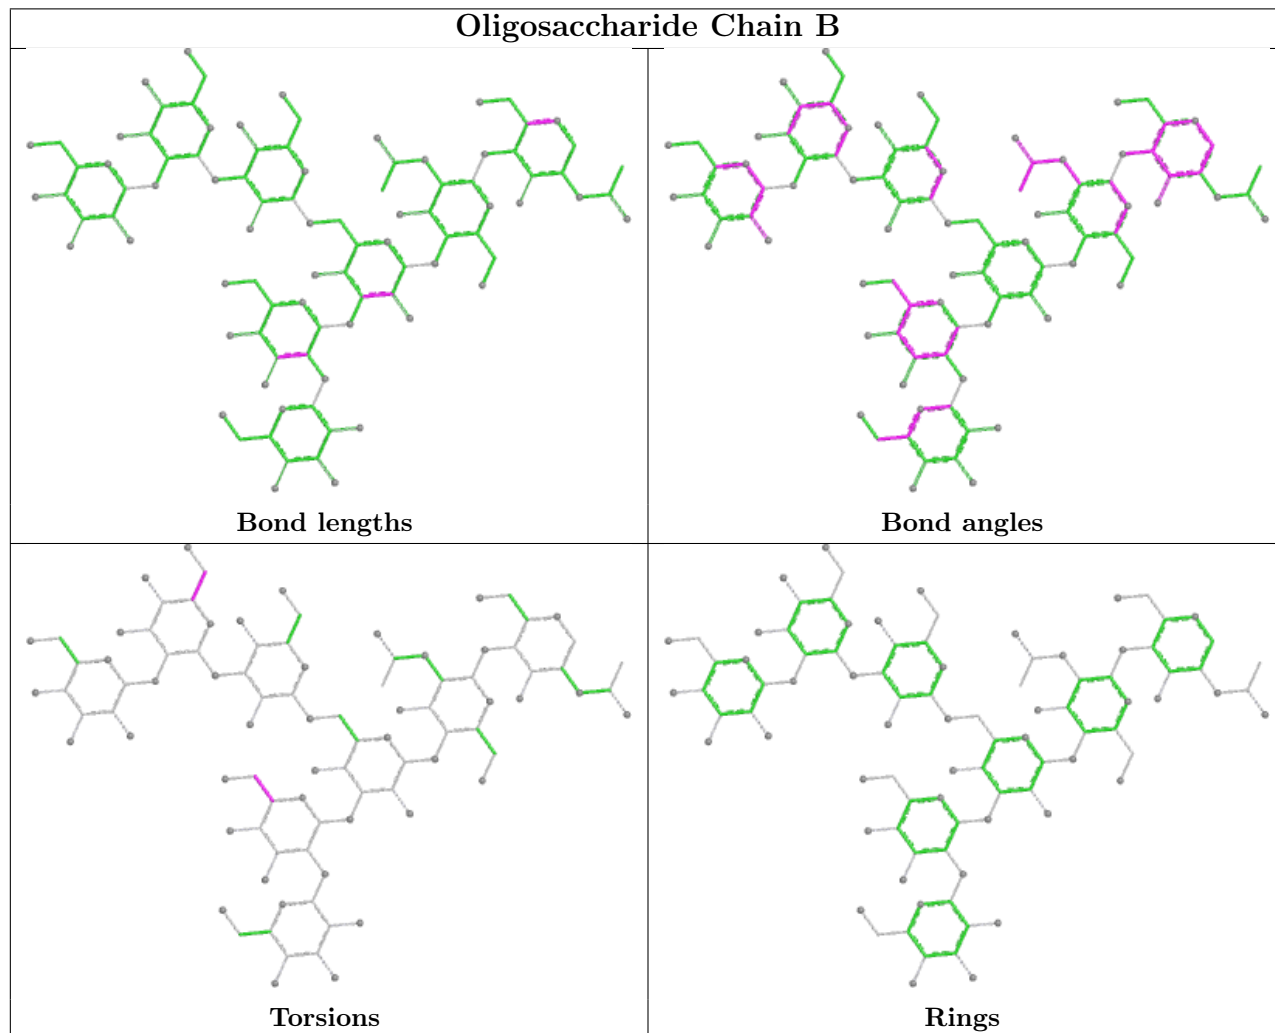 Oligosaccharide Chain B
Bond lengths
Bond angles
Torsions
Rings